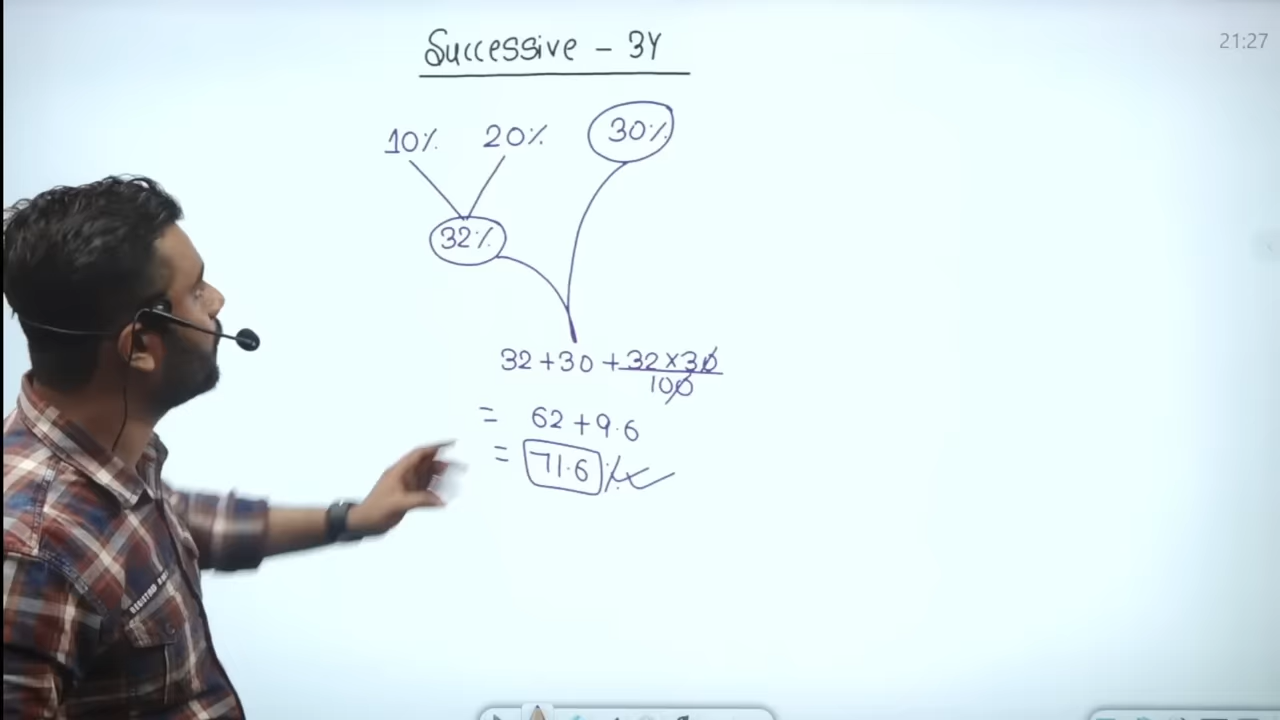 Successive - 3Y
21:27
10% 20% 30%
32%
32 + 30 + 32 × 30
100
= 62 + 9.6
= 71.6 %